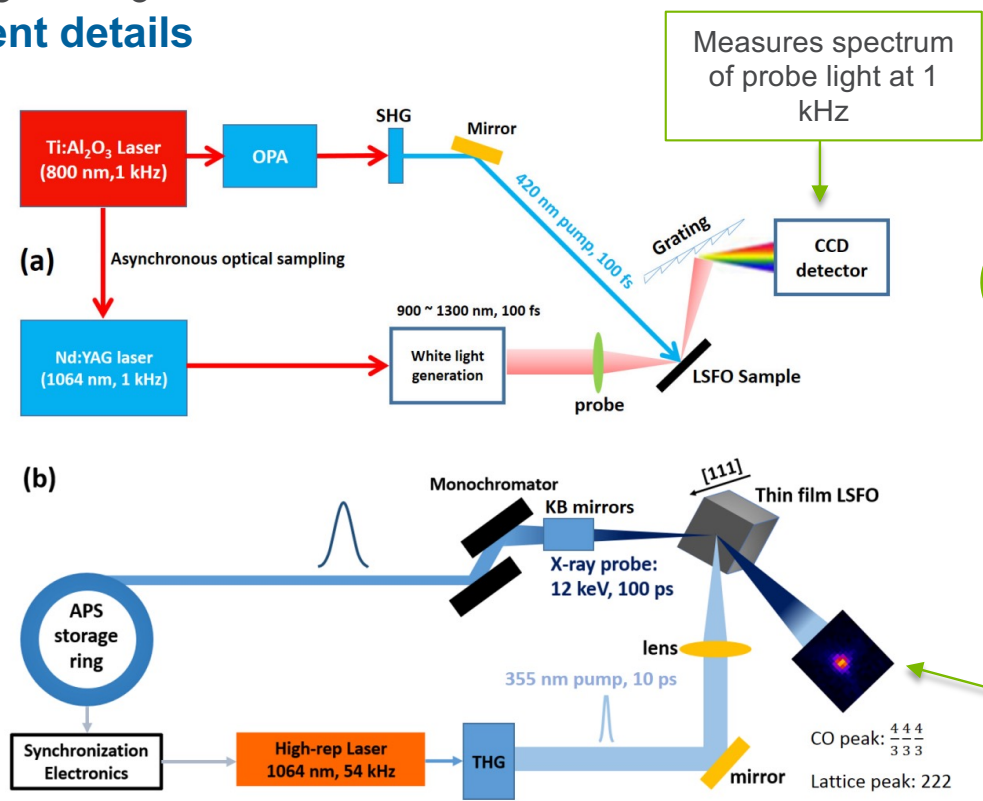 ent details
Measures spectrum
of probe light at 1
kHz
SHG
Mirror
Ti:Al₂O₃ Laser
(800 nm,1 kHz)
OPA
420 nm pump, 100 fs
Grating
CCD
detector
(a)
Asynchronous optical sampling
900 ~ 1300 nm, 100 fs
Nd:YAG laser
(1064 nm, 1 kHz)
White light
generation
LSFO Sample
probe
(b)
[111]
Monochromator
Thin film LSFO
KB mirrors
X-ray probe:
12 keV, 100 ps
APS
storage
ring
lens
355 nm pump, 10 ps
Synchronization
Electronics
High-rep Laser
1064 nm, 54 kHz
THG
mirror
CO peak: 4/3 4/3 4/3
Lattice peak: 222